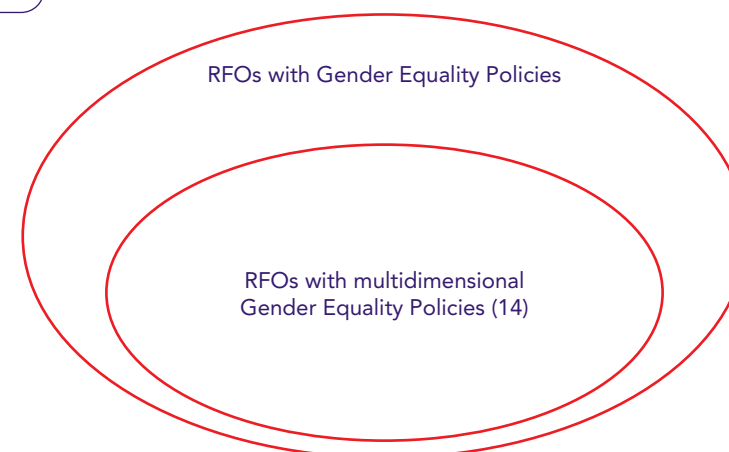 RFOs with Gender Equality Policies
RFOs with multidimensional
Gender Equality Policies (14)